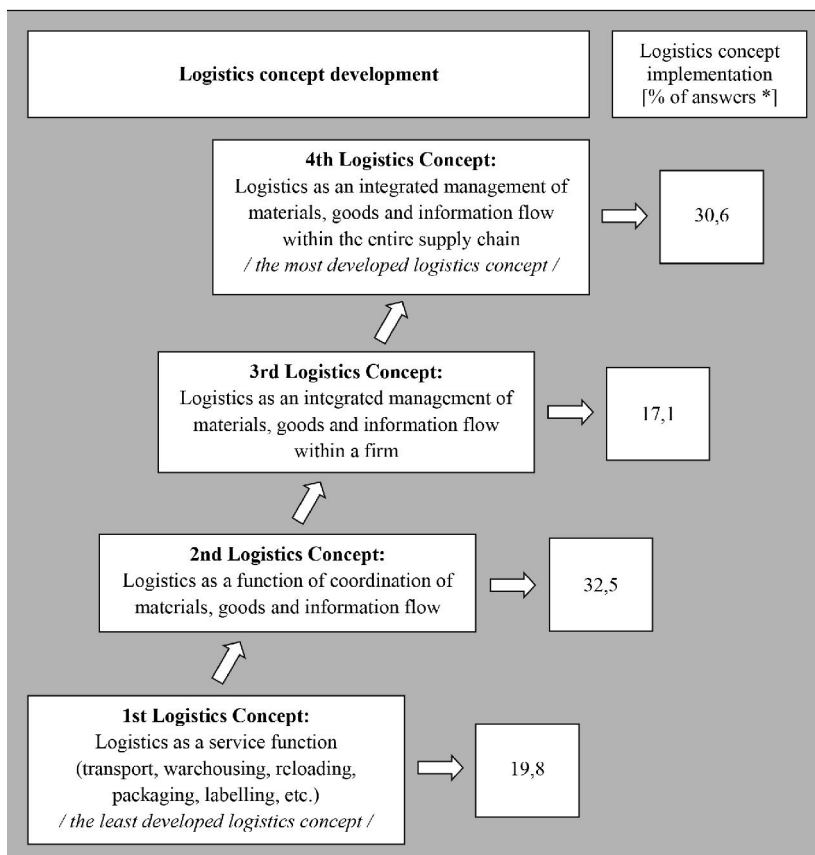 Logistics concept development
Logistics concept
implementation
[% of answers *]
4th Logistics Concept:
Logistics as an integrated management of
materials, goods and information flow
within the entire supply chain
/ the most developed logistics concept /
30,6
3rd Logistics Concept:
Logistics as an integrated management of
materials, goods and information flow
within a firm
17,1
2nd Logistics Concept:
Logistics as a function of coordination of
materials, goods and information flow
32,5
1st Logistics Concept:
Logistics as a service function
(transport, warehousing, reloading,
packaging, labelling, etc.)
/ the least developed logistics concept /
19,8